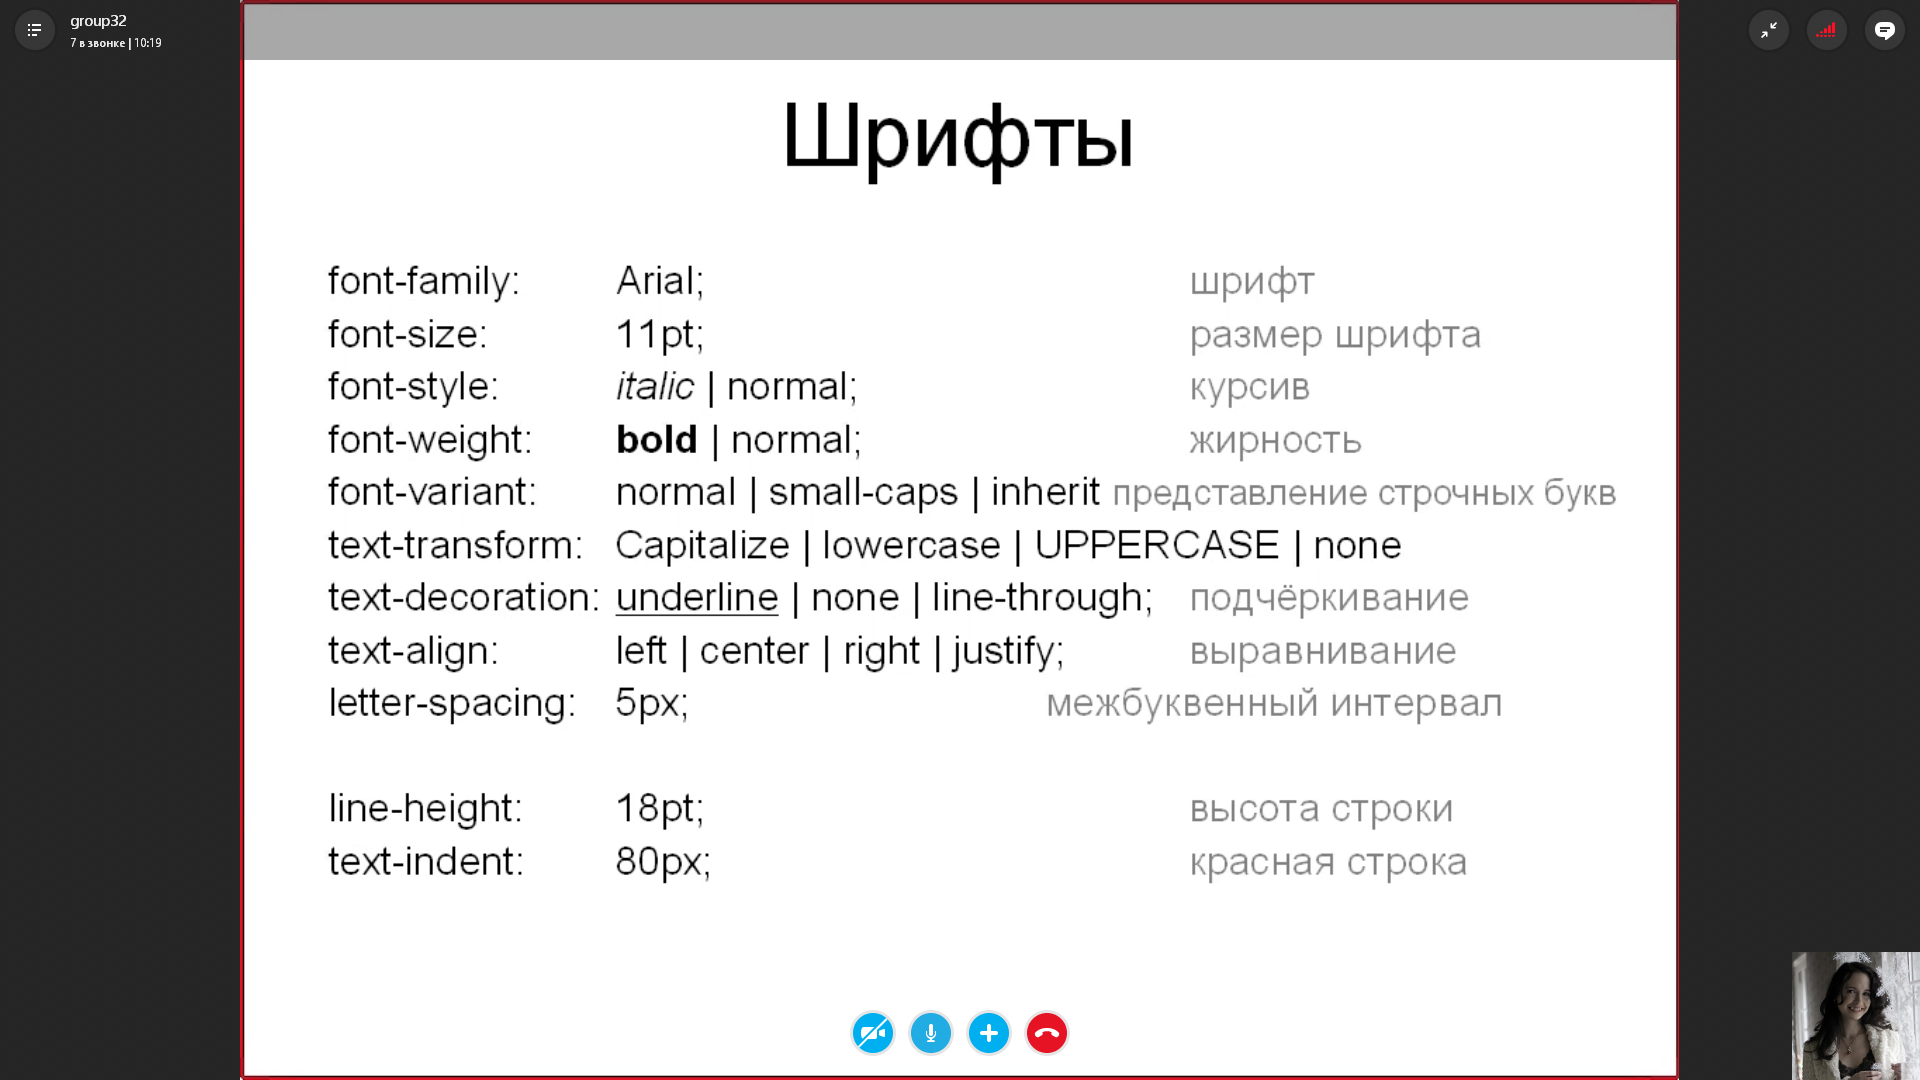 group32
7 в звонке | 10:19
Шрифты
font-family: Arial; шрифт
font-size: 11pt; размер шрифта
font-style: italic | normal; курсив
font-weight: bold | normal; жирность
font-variant: normal | small-caps | inherit представление строчных букв
text-transform: Capitalize | lowercase | UPPERCASE | none
text-decoration: underline | none | line-through; подчёркивание
text-align: left | center | right | justify; выравнивание
letter-spacing: 5px; межбуквенный интервал
line-height: 18pt; высота строки
text-indent: 80px; красная строка